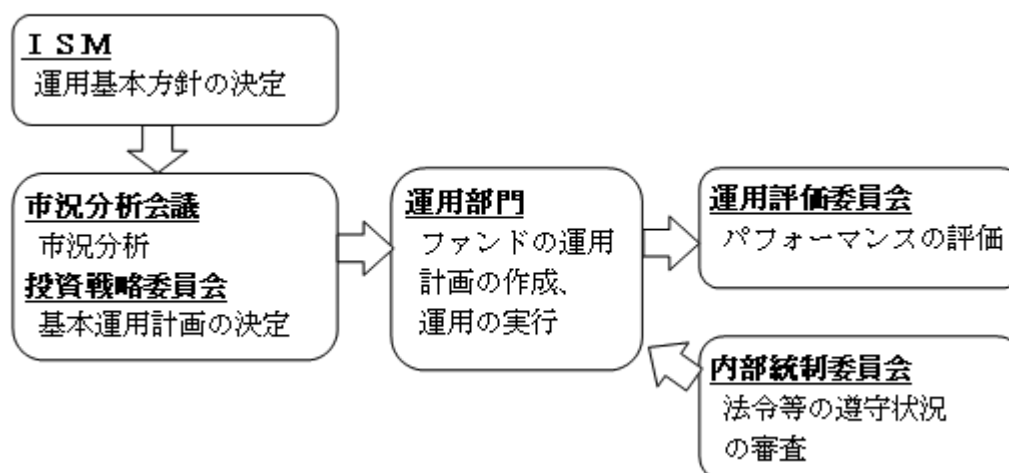 ＩＳＭ
運用基本方針の決定
市況分析会議
市況分析
投資戦略委員会
基本運用計画の決定
運用部門
ファンドの運用
計画の作成、
運用の実行
運用評価委員会
パフォーマンスの評価
内部統制委員会
法令等の遵守状況
の審査